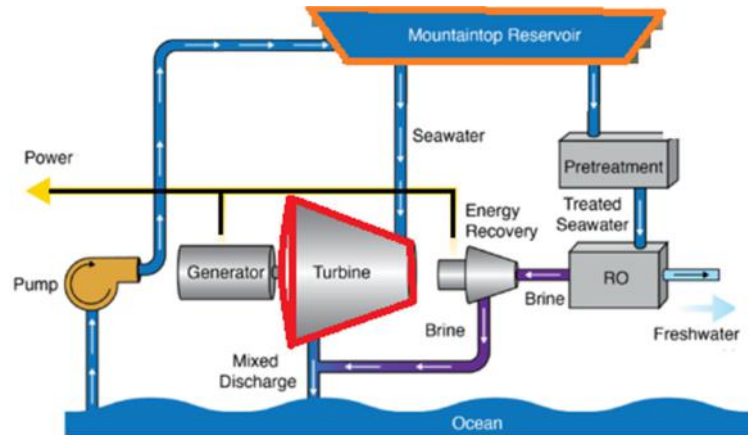 Mountaintop Reservoir
Seawater
Power
Pretreatment
Treated
Seawater
Energy
Recovery
Generator
Turbine
RO
Pump
Brine
Brine
Freshwater
Mixed
Discharge
Ocean